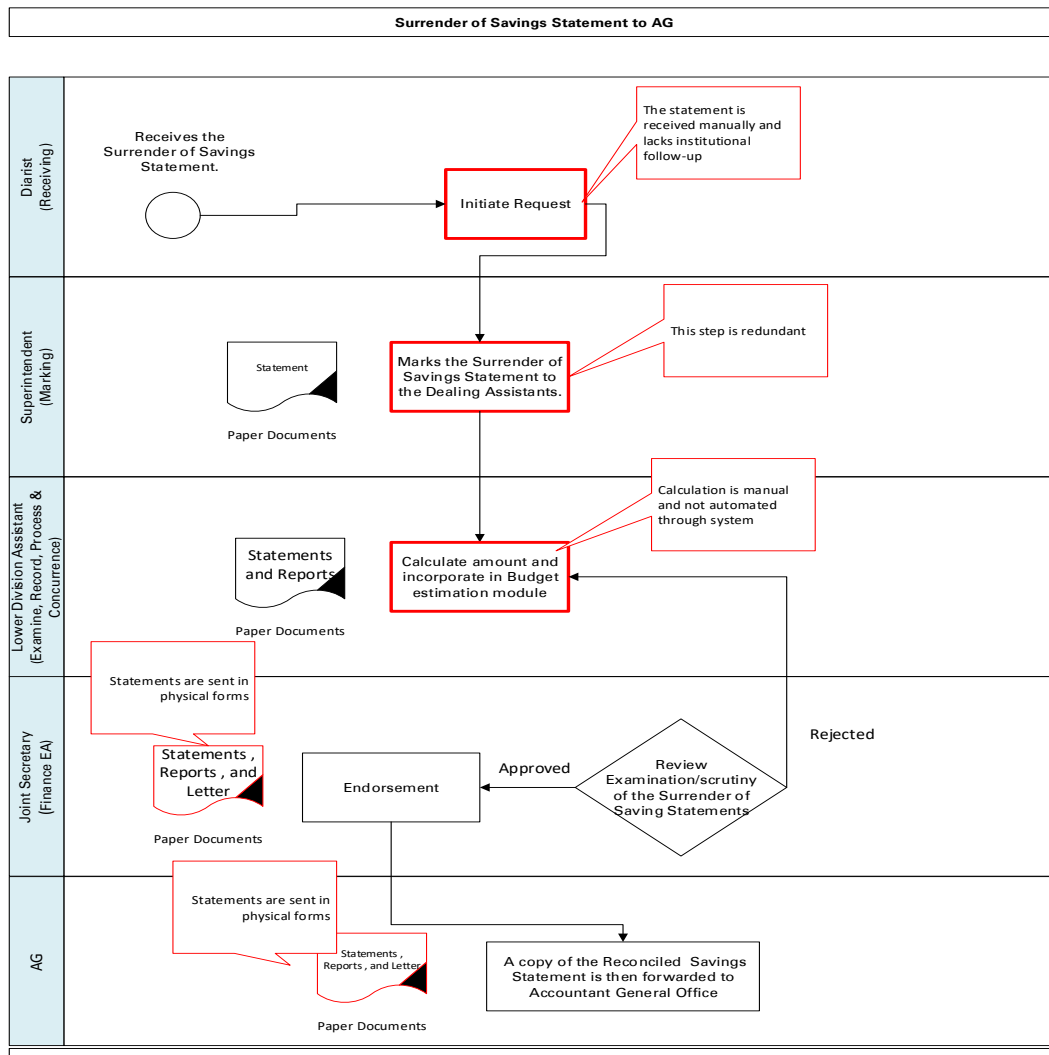 Surrender of Savings Statement to AG
Diarist
(Receiving)
Receives the
Surrender of Savings
Statement.
Initiate Request
The statement is
received manually and
lacks institutional
follow-up
Superintendent
(Marking)
Statement
Paper Documents
Marks the Surrender of
Savings Statement to
the Dealing Assistants.
This step is redundant
Lower Division Assistant
(Examine, Record, Process &
Concurrence)
Statements
and Reports
Paper Documents
Calculate amount and
incorporate in Budget
estimation module
Calculation is manual
and not automated
through system
Joint Secretary
(Finance EA)
Statements are sent in
physical forms
Statements ,
Reports , and
Letter
Paper Documents
Endorsement
Approved
Review
Examination/scrutiny
of the Surrender of
Saving Statements
Rejected
AG
Statements are sent in
physical forms
Statements ,
Reports , and Letter
Paper Documents
A copy of the Reconciled Savings
Statement is then forwarded to
Accountant General Office